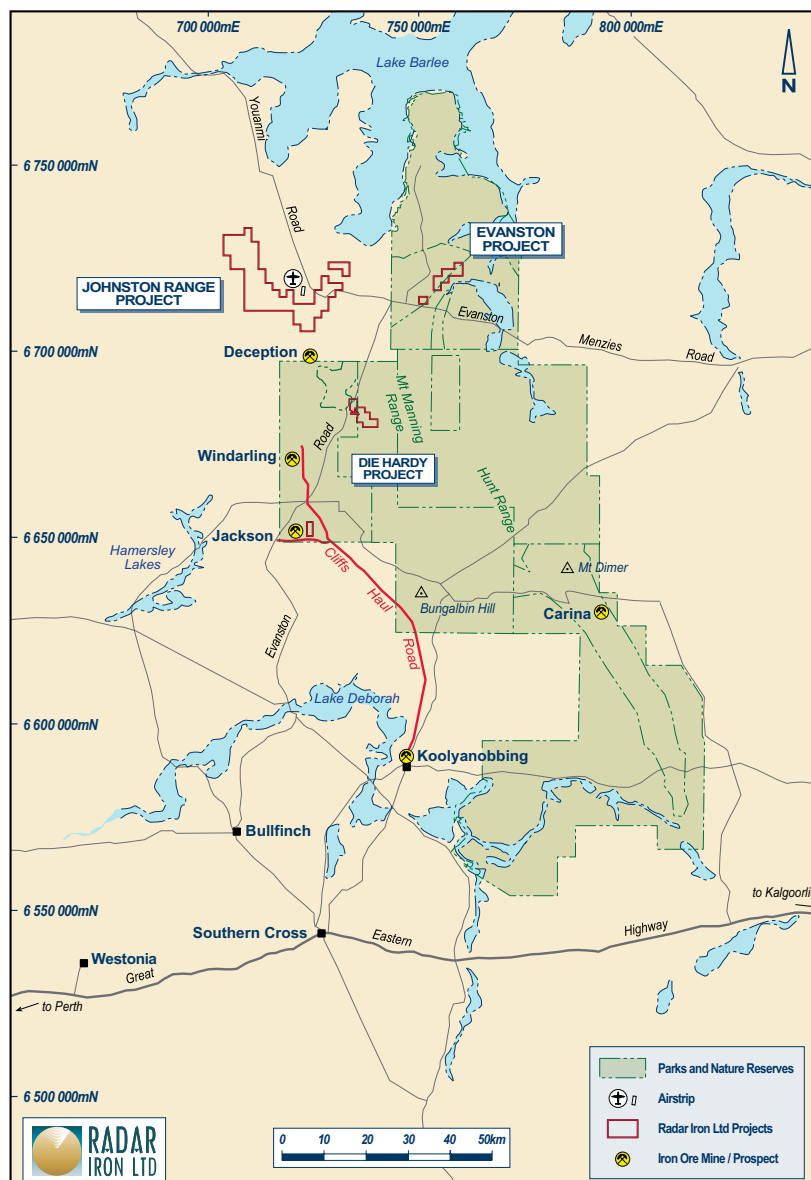 700 000mE
750 000mE
800 000mE
Lake Barlee
N
Youanmi
Road
6 750 000mN
EVANSTON
PROJECT
JOHNSTON RANGE
PROJECT
Evanston
Menzies
Road
6 700 000mN
Deception
Mt Manning
Range
Road
Windarling
DIE HARDY
PROJECT
Hunt Range
6 650 000mN
Jackson
Hamersley
Lakes
Cliffs
Haul
Road
Mt Dimer
Bungalbin Hill
Carina
Evanston
Lake Deborah
6 600 000mN
Koolyanobbing
Bullfinch
6 550 000mN
to Kalgoorlie
Southern Cross
Eastern
Highway
Westonia
Great
to Perth
6 500 000mN
Parks and Nature Reserves
Airstrip
Radar Iron Ltd Projects
Iron Ore Mine / Prospect
RADAR
IRON LTD
0 10 20 30 40 50km